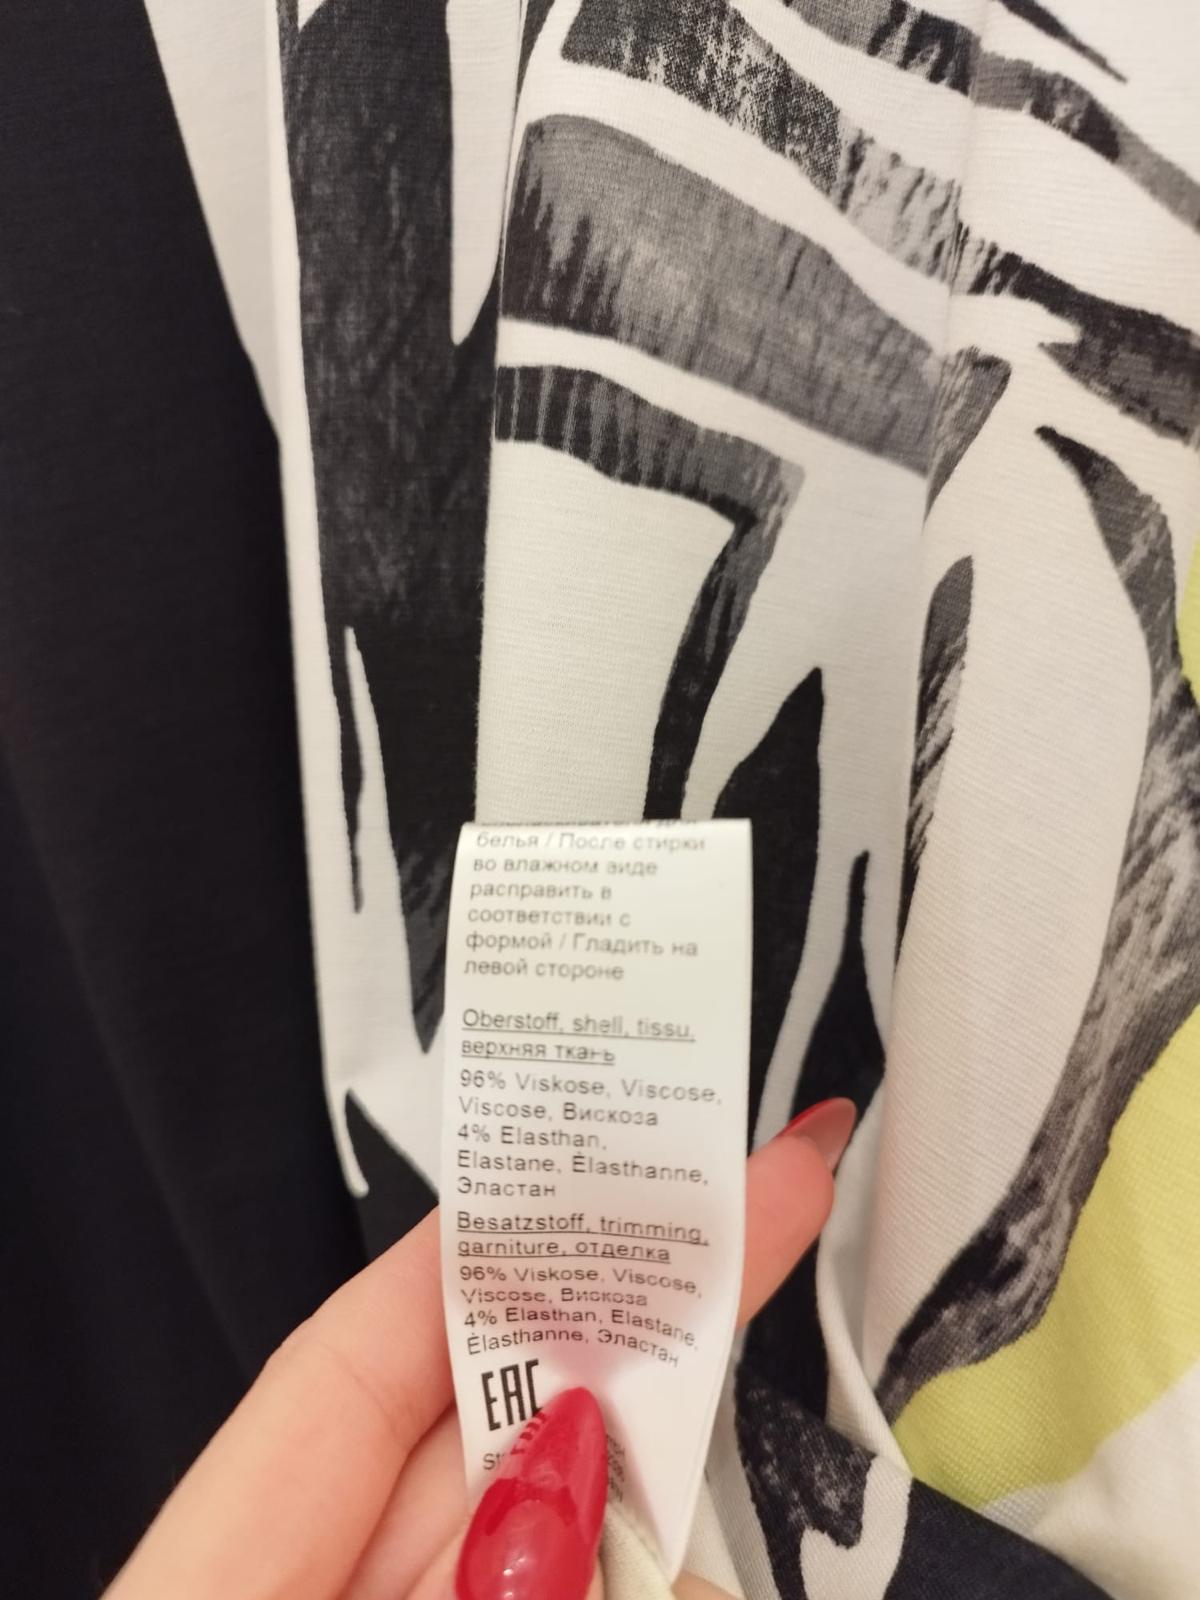 белья / После стирки
во влажном виде
расправить в
соответствии с
формой / Гладить на
левой стороне
Oberstoff, shell, tissu,
верхняя ткань
96% Viskose, Viscose,
Viscose, Вискоза
4% Elasthan,
Elastane, Èlasthanne,
Эластан
Besatzstoff, trimming,
garniture, отделка
96% Viskose, Viscose,
Viscose, Вискоза
4% Elasthan, Elastane,
Èlasthanne, Эластан
EAC